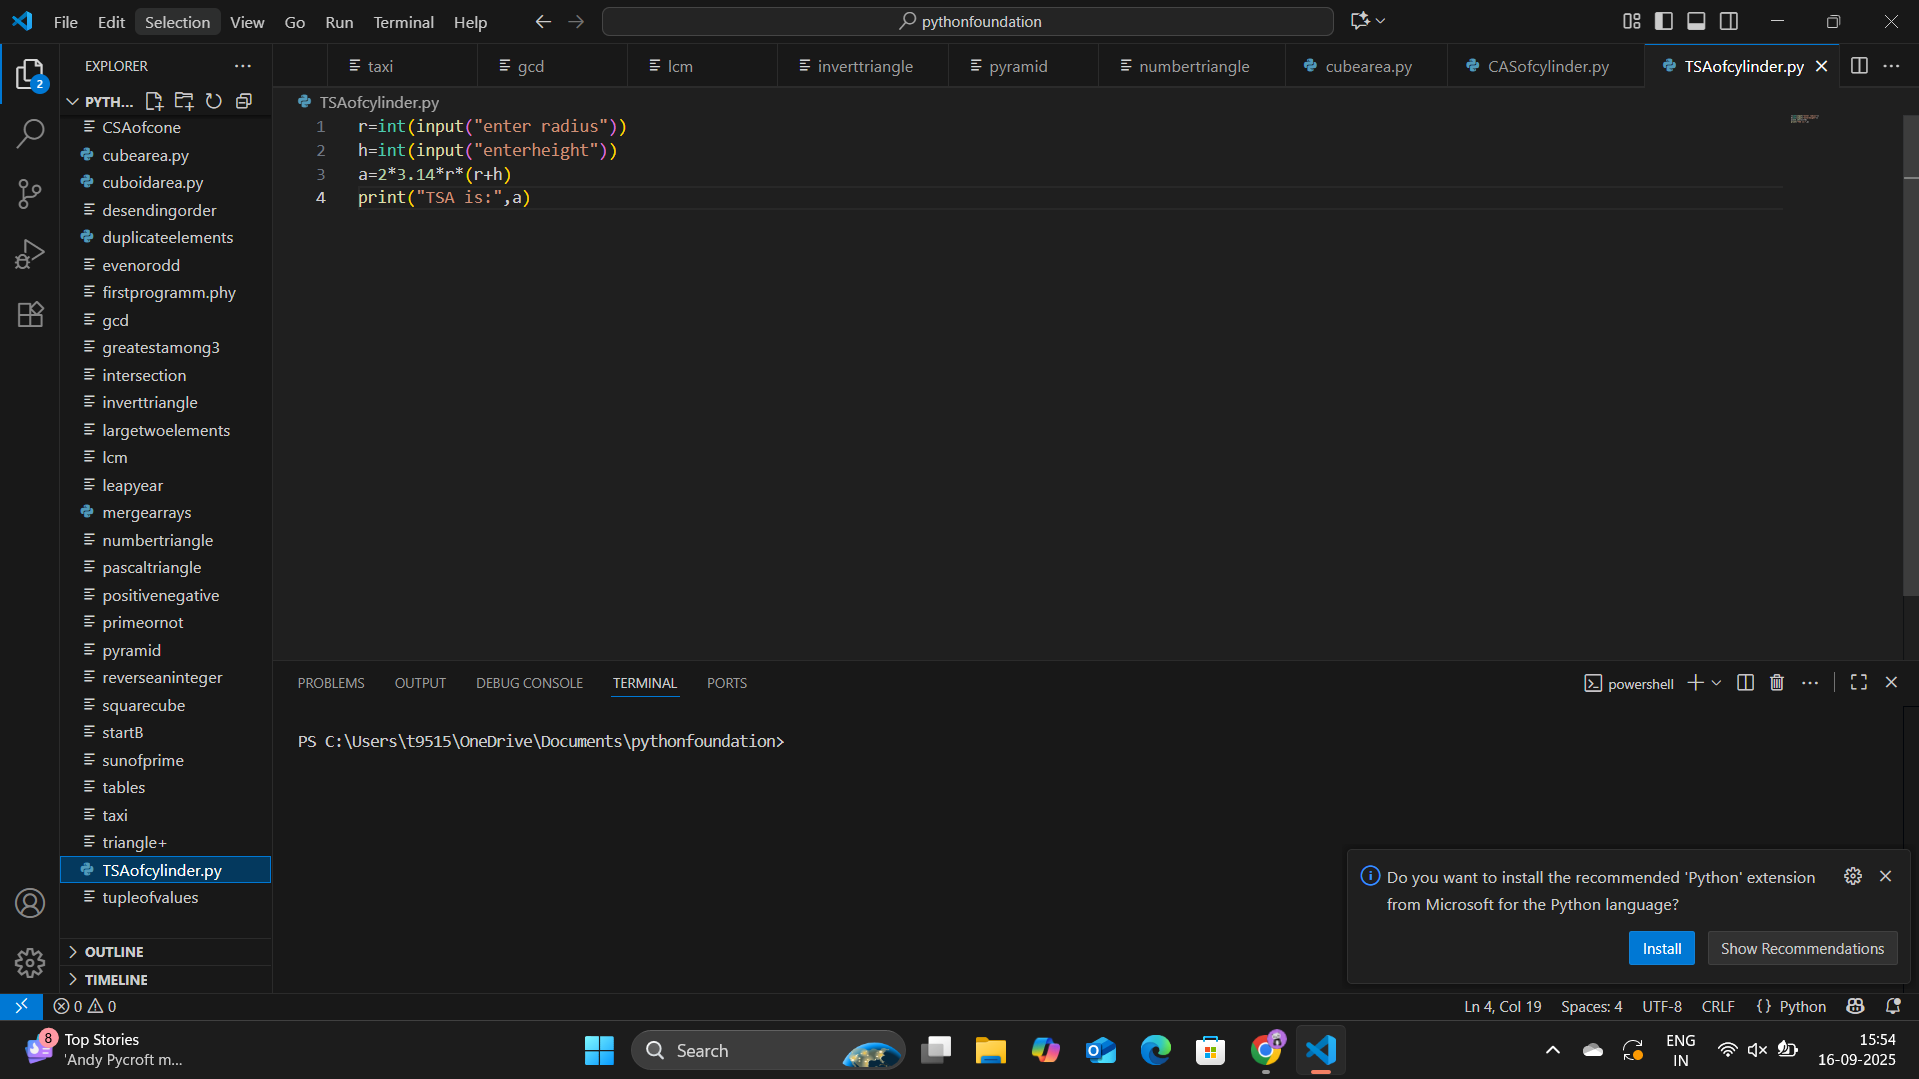 File Edit Selection View Go Run Terminal Help
pythonfoundation
EXPLORER
taxi
gcd
lcm
inverttriangle
pyramid
numbertriangle
cubearea.py
CASofcylinder.py
TSAofcylinder.py
PYTH...
CSAofcone
cubearea.py
cuboidarea.py
desendingorder
duplicateelements
evenorodd
firstprogramm.phy
gcd
greatestamong3
intersection
inverttriangle
largetwoelements
lcm
leapyear
mergearrays
numbertriangle
pascaltriangle
positivenegative
primeornot
pyramid
reverseaninteger
squarecube
startB
sunofprime
tables
taxi
triangle+
TSAofcylinder.py
tupleofvalues
OUTLINE
TIMELINE
2
TSAofcylinder.py
1 r=int(input("enter radius"))
2 h=int(input("enterheight"))
3 a=2*3.14*r*(r+h)
4 print("TSA is:",a)
PROBLEMS OUTPUT DEBUG CONSOLE TERMINAL PORTS
powershell
PS C:\Users\t9515\OneDrive\Documents\pythonfoundation>
Do you want to install the recommended 'Python' extension
from Microsoft for the Python language?
Install
Show Recommendations
0 0
Ln 4, Col 19 Spaces: 4 UTF-8 CRLF {} Python
8
Top Stories
'Andy Pycroft m...
Search
ENG
IN
15:54
16-09-2025